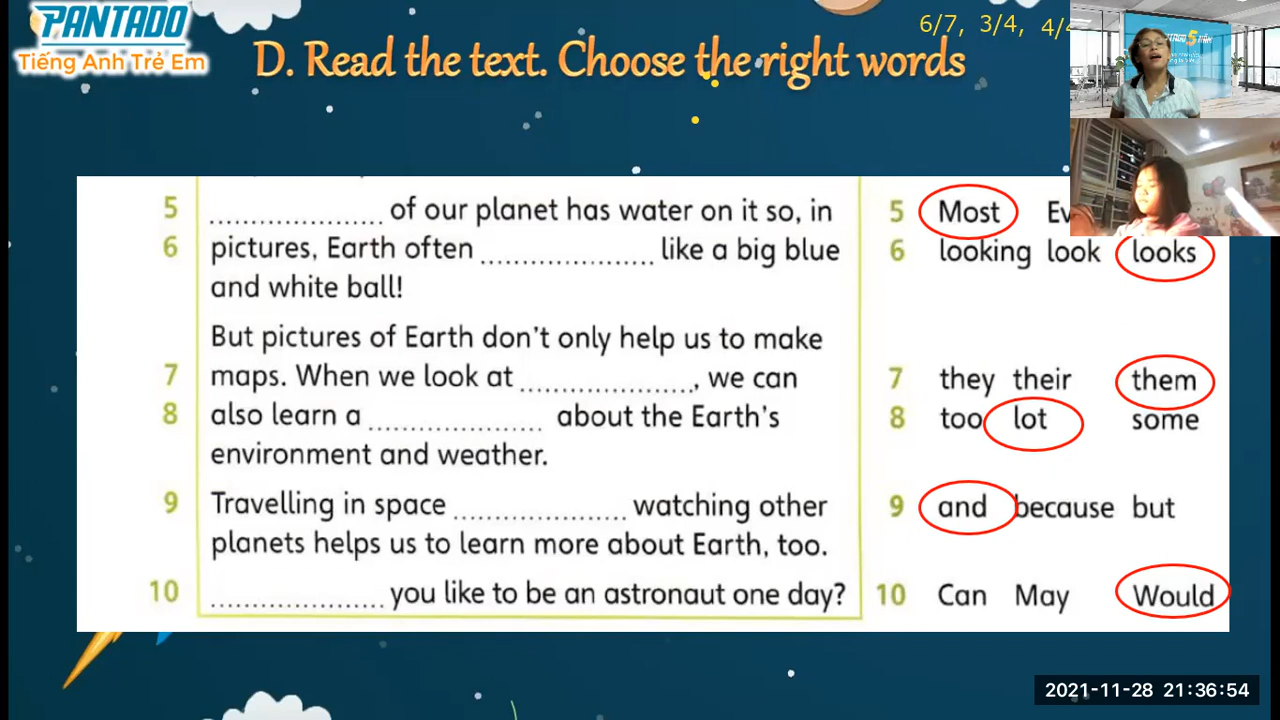 PANTADO
Tiếng Anh Trẻ Em
6/7, 3/4,
D. Read the text. Choose the right words
5 .................... of our planet has water on it so, in
6 pictures, Earth often .................... like a big blue
and white ball!
But pictures of Earth don't only help us to make
7 maps. When we look at ...................., we can
8 also learn a .................... about the Earth's
environment and weather.
9 Travelling in space .................... watching other
planets helps us to learn more about Earth, too.
10 .................... you like to be an astronaut one day?
5 Most
6 looking look looks
7 they their them
8 too lot some
9 and because but
10 Can May Would
2021-11-28 21:36:54